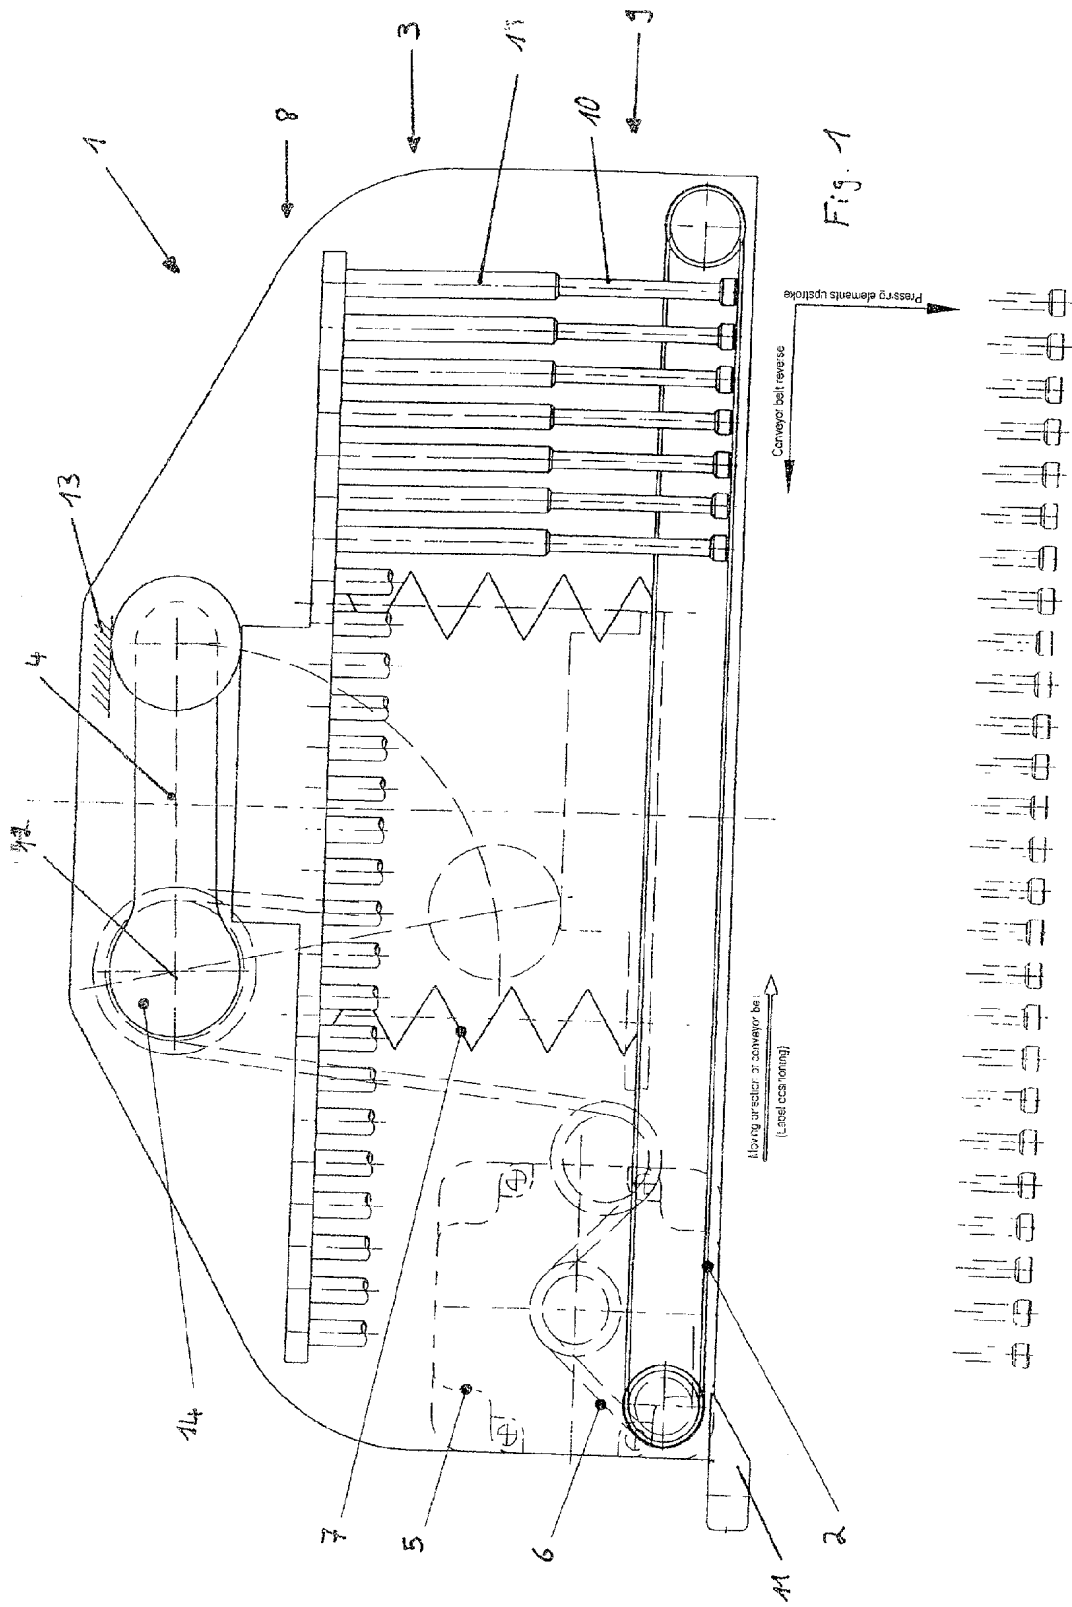 1
8
3
9
10
13
4
14
7
5
6
2
11
Fig. 1
Pressing elements upstroke
Conveyor belt reverse
Moving direction of conveyor bel
(Label positioning)